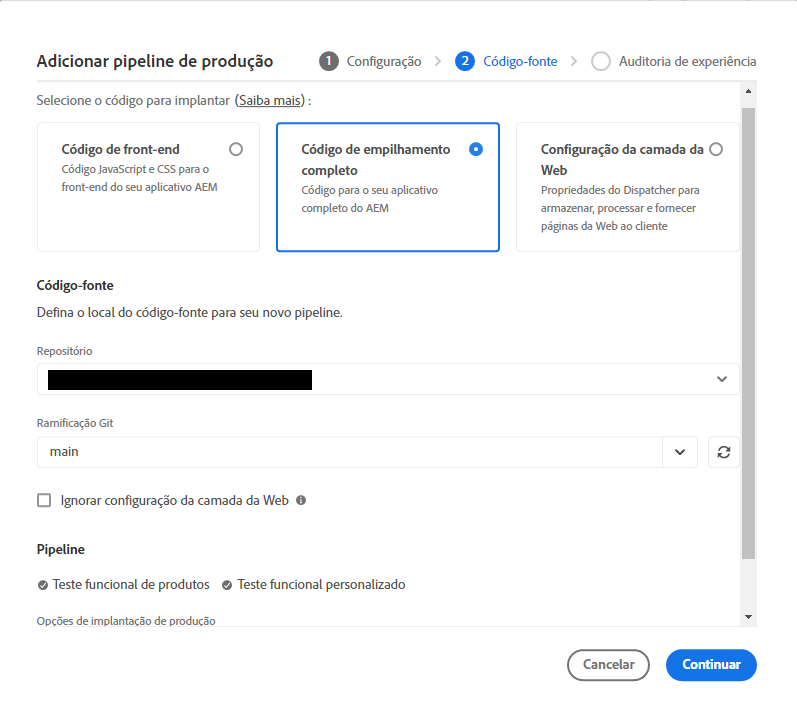 Adicionar pipeline de produção
1 Configuração
2 Código-fonte
Auditoria de experiência
Selecione o código para implantar (Saiba mais) :
Código de front-end
Código JavaScript e CSS para o
front-end do seu aplicativo AEM
Código de empilhamento
completo
Código para o seu aplicativo
completo do AEM
Configuração da camada da
Web
Propriedades do Dispatcher para
armazenar, processar e fornecer
páginas da Web ao cliente
Código-fonte
Defina o local do código-fonte para seu novo pipeline.
Repositório
Ramificação Git
main
Ignorar configuração da camada da Web
Pipeline
Teste funcional de produtos
Teste funcional personalizado
Opções de implantação de produção
Cancelar
Continuar